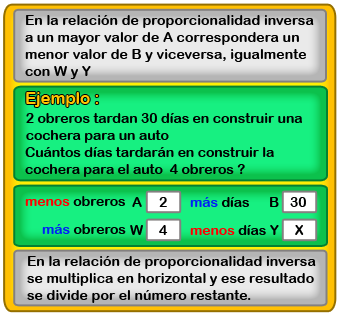 En la relación de proporcionalidad inversa
a un mayor valor de A correspondera un
menor valor de B y viceversa, igualmente
con W y Y
Ejemplo :
2 obreros tardan 30 días en construir una
cochera para un auto
Cuántos días tardarán en construir la
cochera para el auto 4 obreros ?
menos obreros A 2 más días B 30
más obreros W 4 menos días Y X
En la relación de proporcionalidad inversa
se multiplica en horizontal y ese resultado
se divide por el número restante.